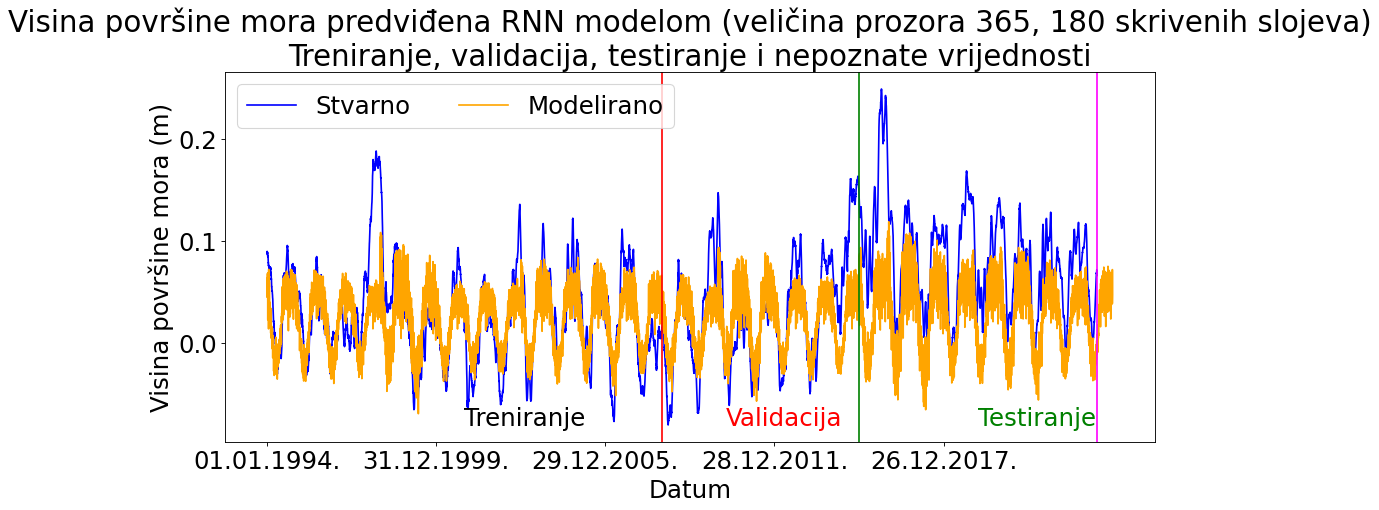 Visina površine mora predviđena RNN modelom (veličina prozora 365, 180 skrivenih slojeva)
Treniranje, validacija, testiranje i nepoznate vrijednosti
Stvarno
Modelirano
Visina površine mora (m)
0.2
0.1
0.0
Treniranje
Validacija
Testiranje
01.01.1994.
31.12.1999.
29.12.2005.
28.12.2011.
26.12.2017.
Datum